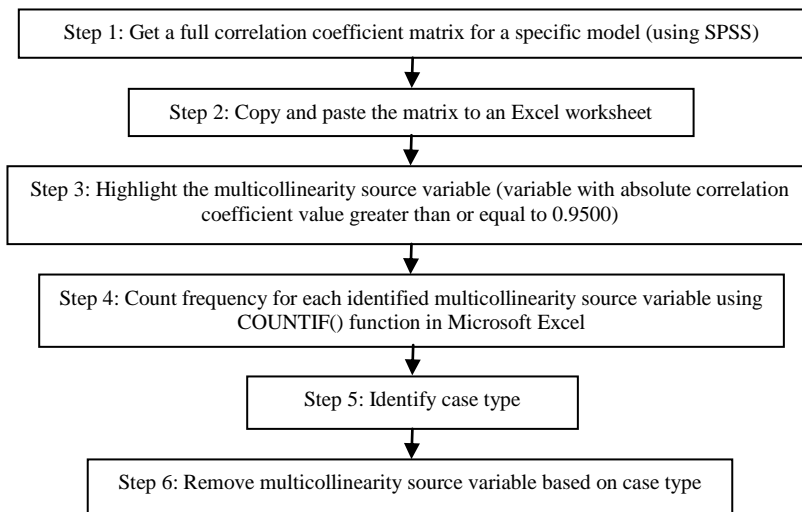 Step 1: Get a full correlation coefficient matrix for a specific model (using SPSS)
Step 2: Copy and paste the matrix to an Excel worksheet
Step 3: Highlight the multicollinearity source variable (variable with absolute correlation
coefficient value greater than or equal to 0.9500)
Step 4: Count frequency for each identified multicollinearity source variable using
COUNTIF() function in Microsoft Excel
Step 5: Identify case type
Step 6: Remove multicollinearity source variable based on case type